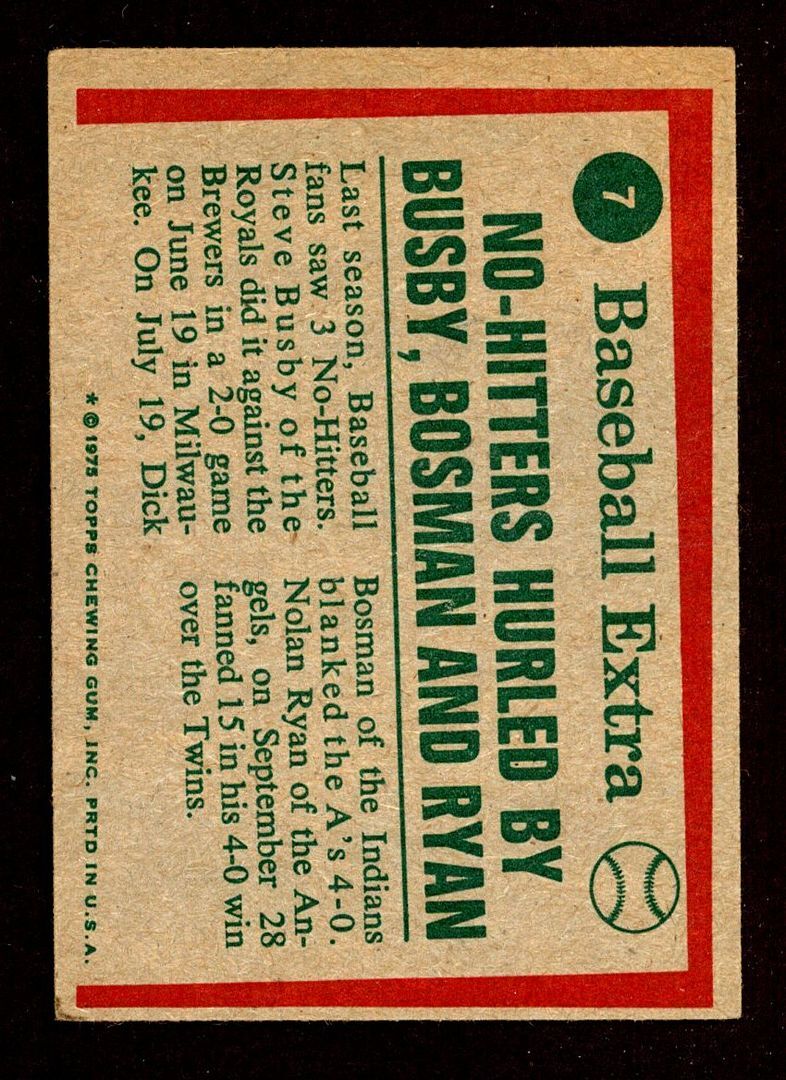 7
Baseball Extra
NO-HITTERS HURLED BY
BUSBY, BOSMAN AND RYAN
Last season, Baseball
fans saw 3 No-Hitters.
Steve Busby of the
Royals did it against the
Brewers in a 2-0 game
on June 19 in Milwau-
kee. On July 19, Dick
Bosman of the Indians
blanked the A's 4-0.
Nolan Ryan of the An-
gels, on September 28
fanned 15 in his 4-0 win
over the Twins.
* © 1975 TOPPS CHEWING GUM, INC. PRTD IN U.S.A.